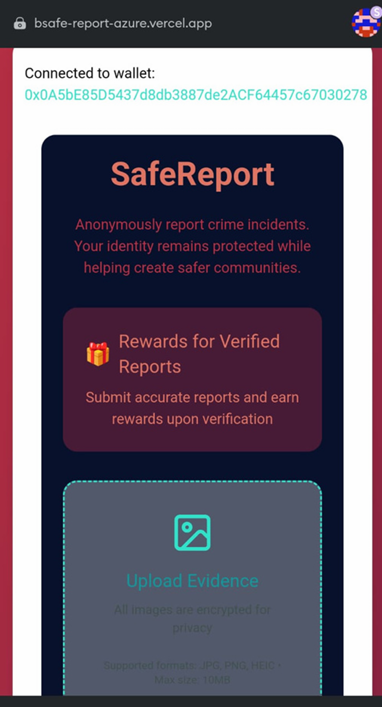 bsafe-report-azure.vercel.app
S
Connected to wallet:
0x0A5bE85D5437d8db3887de2ACF64457c67030278
SafeReport
Anonymously report crime incidents.
Your identity remains protected while
helping create safer communities.
Rewards for Verified
Reports
Submit accurate reports and earn
rewards upon verification
Upload Evidence
All images are encrypted for
privacy
Supported formats: JPG, PNG, HEIC •
Max size: 10MB